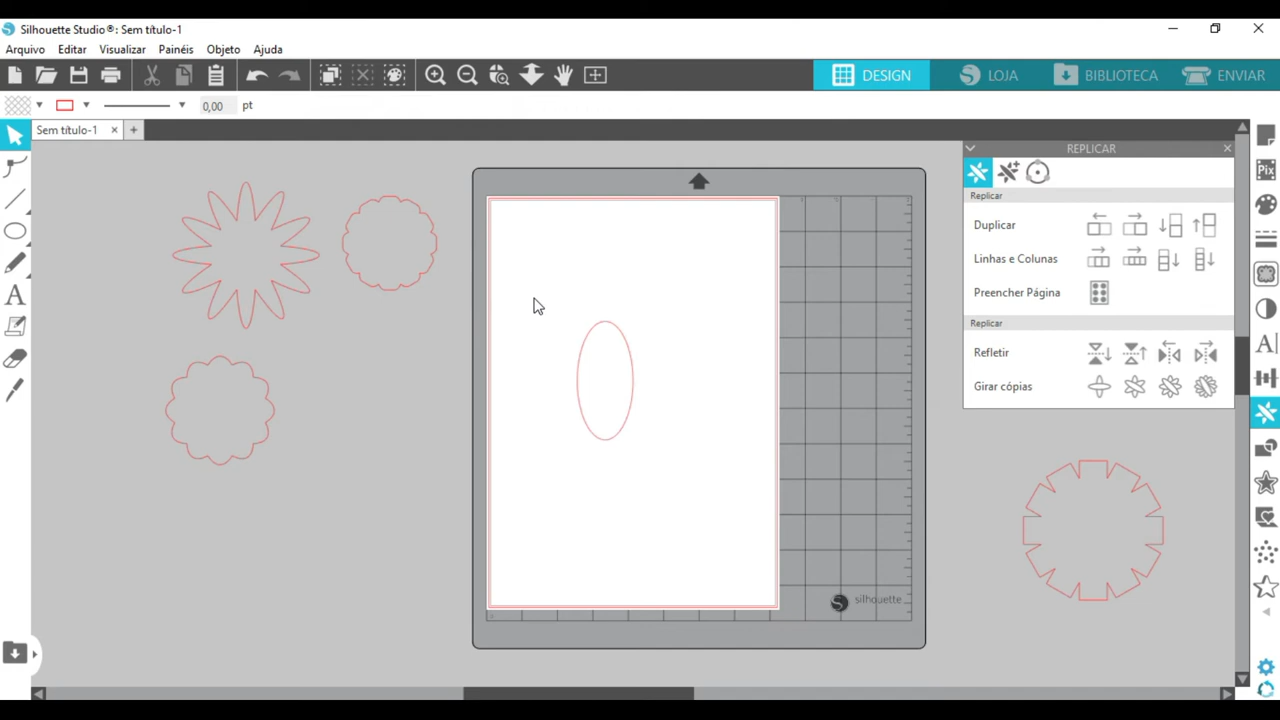 Silhouette Studio®: Sem título-1
Arquivo Editar Visualizar Painéis Objeto Ajuda
DESIGN LOJA BIBLIOTECA ENVIAR
0,00 pt
Sem título-1
REPLICAR
Pix
Replicar
Duplicar
Linhas e Colunas
Preencher Página
Replicar
Refletir
Girar cópias
silhouette